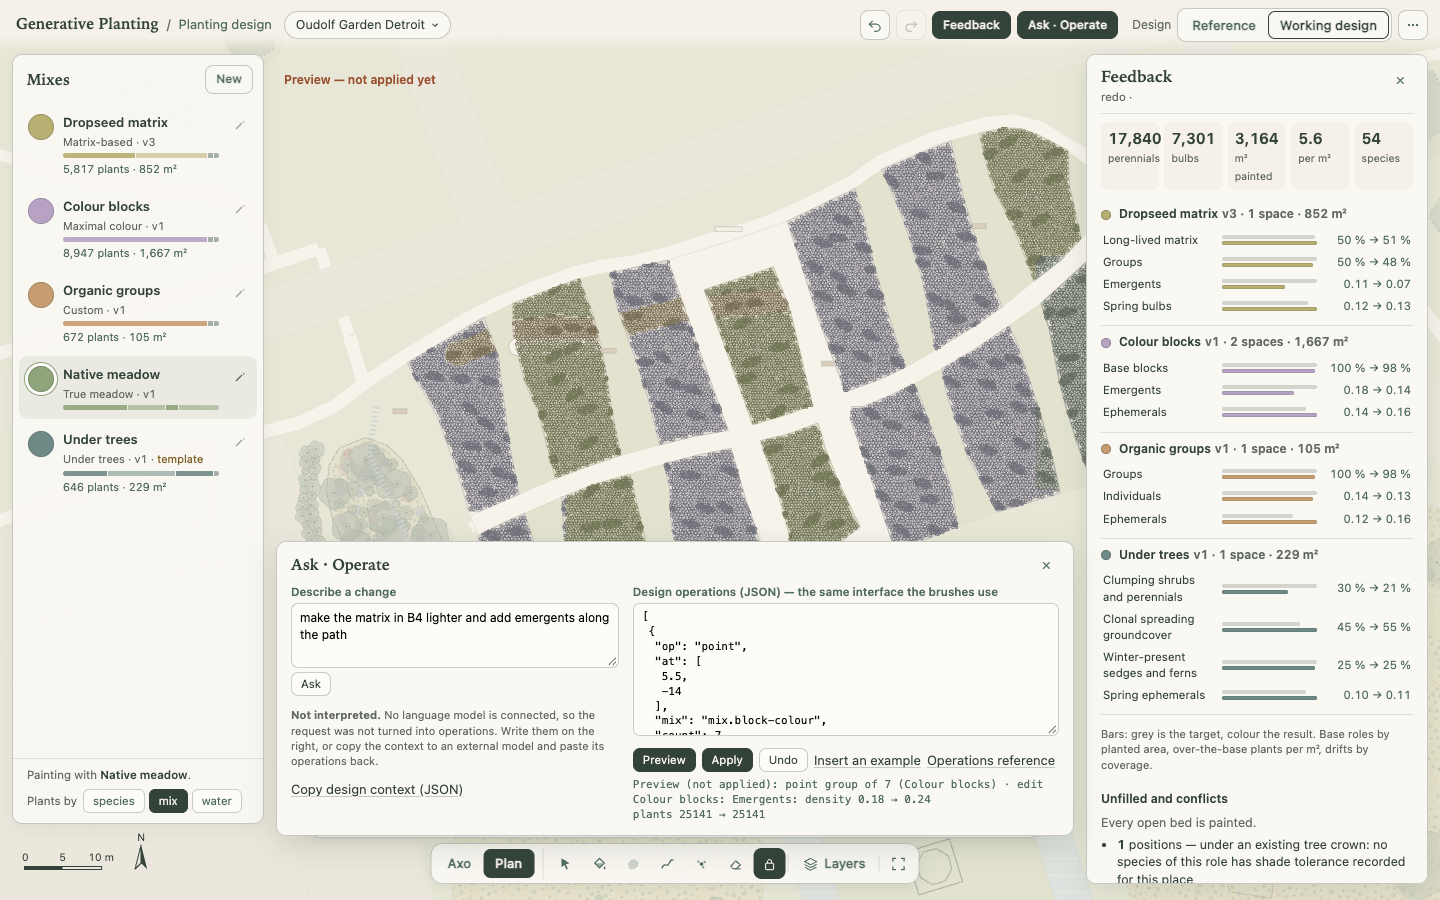 Generative Planting / Planting design
Oudolf Garden Detroit
Feedback
Ask · Operate
Design
Reference
Working design
Mixes
New
Dropseed matrix
Matrix-based · v3
5,817 plants · 852 m²
Colour blocks
Maximal colour · v1
8,947 plants · 1,667 m²
Organic groups
Custom · v1
672 plants · 105 m²
Native meadow
True meadow · v1
Under trees
Under trees · v1 · template
646 plants · 229 m²
Painting with Native meadow.
Plants by
species
mix
water
0 5 10 m
N
Preview — not applied yet
Ask · Operate
Describe a change
make the matrix in B4 lighter and add emergents along
the path
Ask
Not interpreted. No language model is connected, so the
request was not turned into operations. Write them on the
right, or copy the context to an external model and paste its
operations back.
Copy design context (JSON)
Design operations (JSON) — the same interface the brushes use
[
{
"op": "point",
"at": [
5.5,
-14
],
"mix": "mix.block-colour",
"count": 7
Preview
Apply
Undo
Insert an example
Operations reference
Preview (not applied): point group of 7 (Colour blocks) · edit
Colour blocks: Emergents: density 0.18 → 0.24
plants 25141 → 25141
Axo
Plan
Layers
Feedback
redo ·
17,840 perennials
7,301 bulbs
3,164 m² painted
5.6 per m²
54 species
Dropseed matrix v3 · 1 space · 852 m²
Long-lived matrix 50 % → 51 %
Groups 50 % → 48 %
Emergents 0.11 → 0.07
Spring bulbs 0.12 → 0.13
Colour blocks v1 · 2 spaces · 1,667 m²
Base blocks 100 % → 98 %
Emergents 0.18 → 0.14
Ephemerals 0.14 → 0.16
Organic groups v1 · 1 space · 105 m²
Groups 100 % → 98 %
Individuals 0.14 → 0.13
Ephemerals 0.12 → 0.16
Under trees v1 · 1 space · 229 m²
Clumping shrubs
and perennials 30 % → 21 %
Clonal spreading
groundcover 45 % → 55 %
Winter-present
sedges and ferns 25 % → 25 %
Spring ephemerals 0.10 → 0.11
Bars: grey is the target, colour the result. Base roles by
planted area, over-the-base plants per m², drifts by
coverage.
Unfilled and conflicts
Every open bed is painted.
• 1 positions — under an existing tree crown: no
species of this role has shade tolerance recorded
for this place